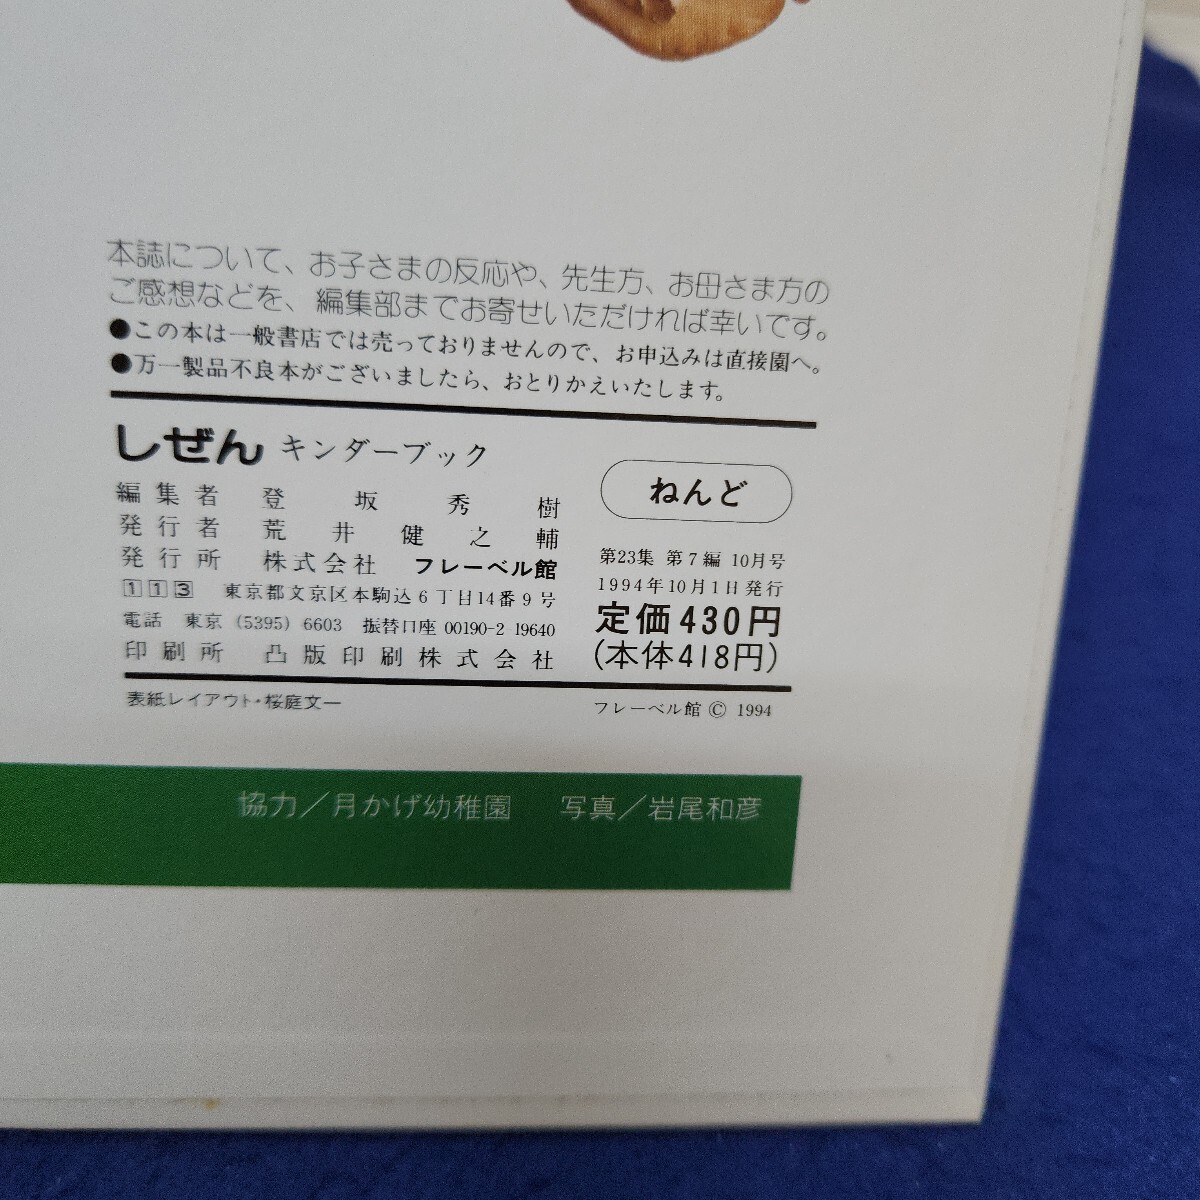 本誌について、お子さまの反応や、先生方、お母さま方の
ご感想などを、編集部までお寄せいただければ幸いです。
●この本は一般書店では売っておりませんので、お申込みは直接園へ。
●万一製品不良本がございましたら、おとりかえいたします。
しぜん キンダーブック
編集者 登坂秀樹
発行者 荒井健之輔
発行所 株式会社 フレーベル館
113 東京都文京区本駒込6丁目14番9号
電話 東京 (5395) 6603 振替口座 00190-2-19640
印刷所 凸版印刷株式会社
ねんど
第23集 第7編 10月号
1994年10月1日発行
定価430円
(本体418円)
表紙レイアウト・桜庭文一
フレーベル館 © 1994
協力/月かげ幼稚園 写真/岩尾和彦